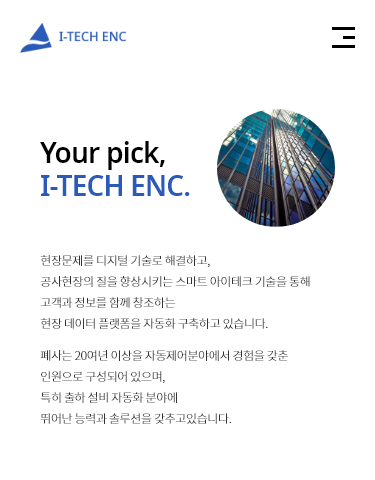 I-TECH ENC
Your pick,
I-TECH ENC.
현장문제를 디지털 기술로 해결하고,
공사현장의 질을 향상시키는 스마트 아이테크 기술을 통해
고객과 정보를 함께 창조하는
현장 데이터 플랫폼을 자동화 구축하고 있습니다.
폐사는 20여년 이상을 자동제어분야에서 경험을 갖춘
인원으로 구성되어 있으며,
특히 출하 설비 자동화 분야에
뛰어난 능력과 솔루션을 갖추고있습니다.